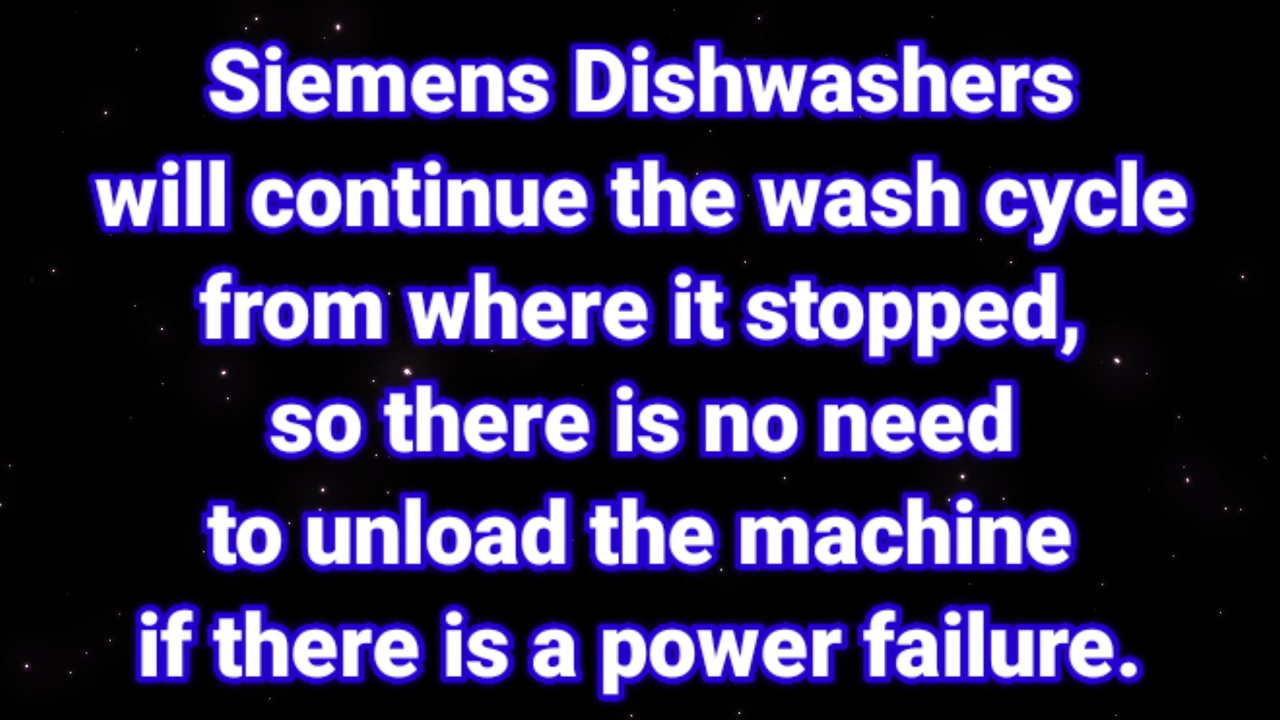 Siemens Dishwashers
will continue the wash cycle
from where it stopped,
so there is no need
to unload the machine
if there is a power failure.